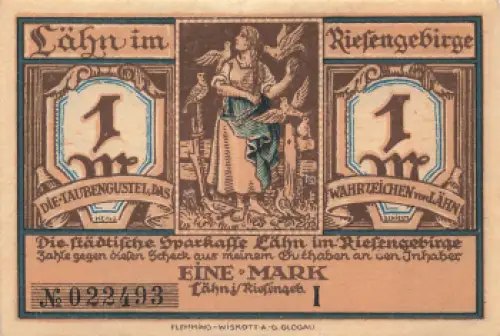 Lähn im Riesengebirge
1 M 1 M
DIE TAUBENGUSTEL, DAS WAHRZEICHEN von LÄHN
Die städtische Sparkasse Lähn im Riesengebirge
Zahle gegen diesen Scheck aus meinem Guthaben an den Inhaber
EINE MARK
№ 022493 Lähn i/Riesengeb. I
FLEMMING-WISKOTT A-G GLOGAU